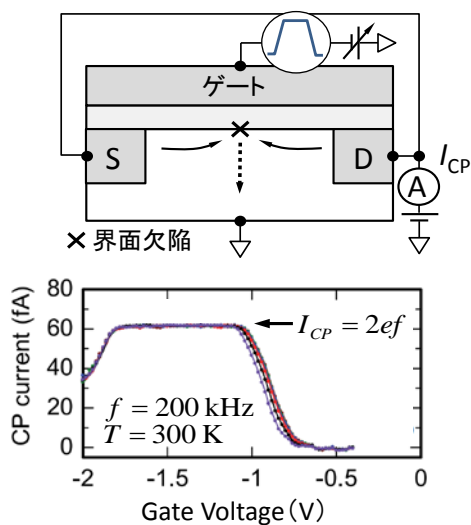 ゲート
S
D
I_CP
A
× 界面欠陥
80
60
40
20
0
CP current (fA)
I_CP = 2ef
f = 200 kHz
T = 300 K
-2
-1.5
-1
-0.5
0
Gate Voltage (V)